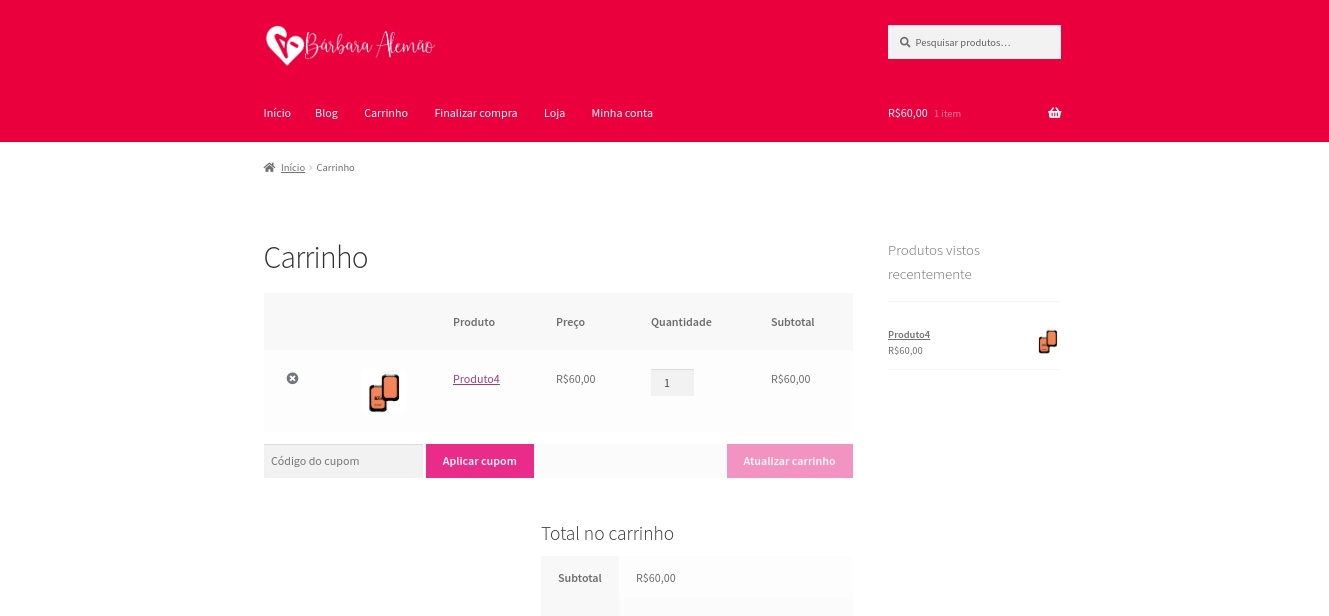 Bárbara Alemão
Pesquisar produtos…
Início Blog Carrinho Finalizar compra Loja Minha conta
R$60,00 1 item
Início Carrinho
Carrinho
Produto Preço Quantidade Subtotal
Produto4 R$60,00 1 R$60,00
Código do cupom Aplicar cupom Atualizar carrinho
Total no carrinho
Subtotal R$60,00
Produtos vistos
recentemente
Produto4
R$60,00